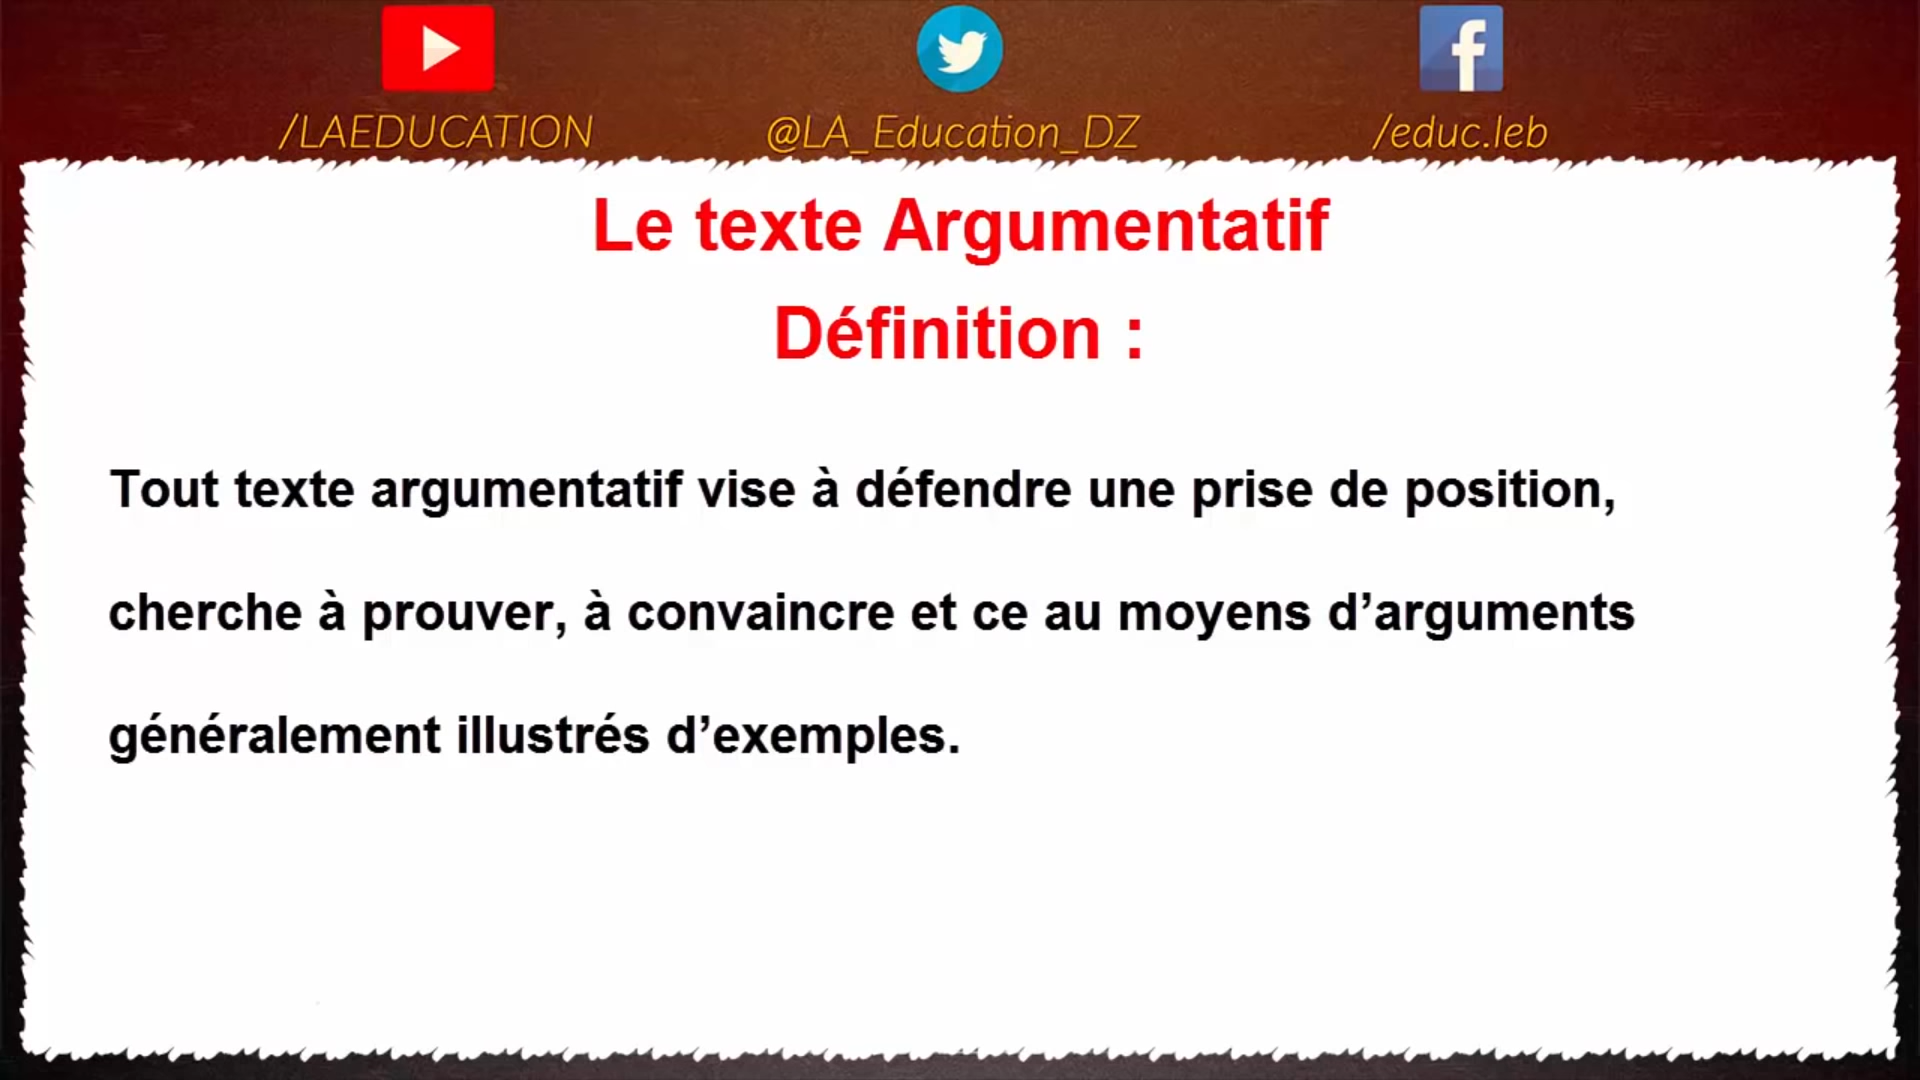 /LAEDUCATION
@LA_Education_DZ
/educ.leb
Le texte Argumentatif
Définition :
Tout texte argumentatif vise à défendre une prise de position,
cherche à prouver, à convaincre et ce au moyens d’arguments
généralement illustrés d’exemples.